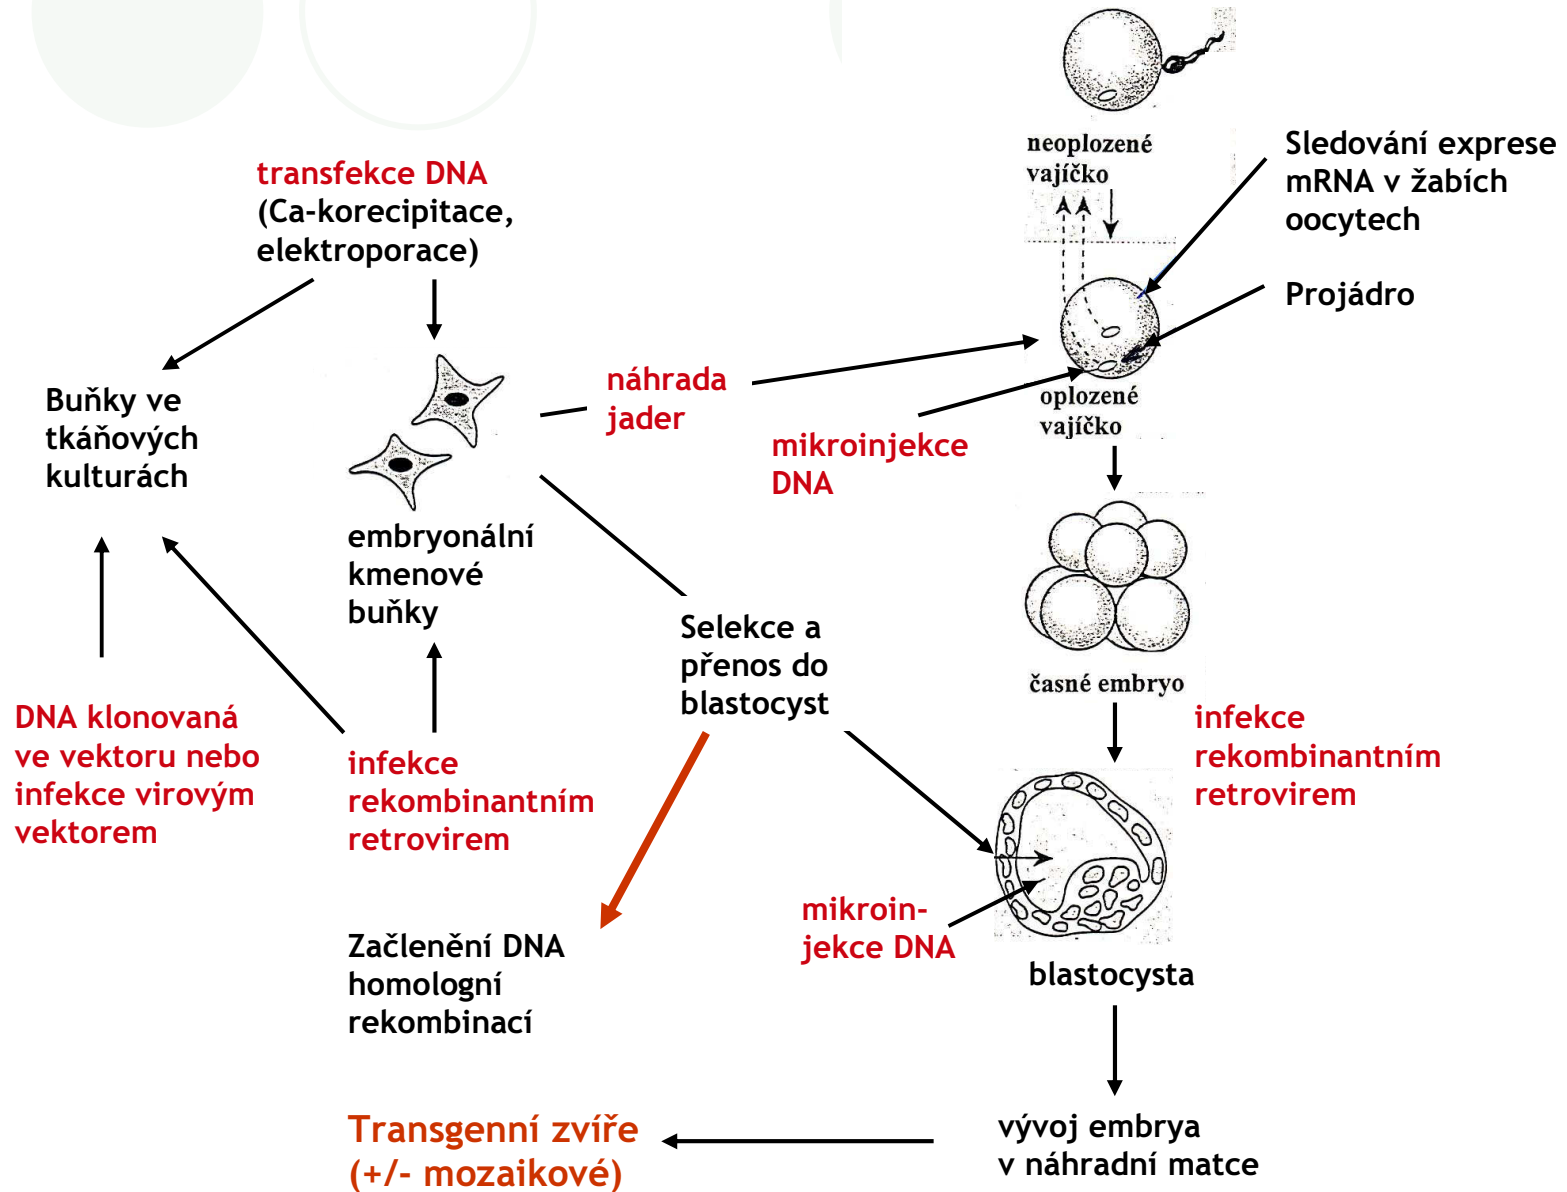 neoplozené
vajíčko
Sledování exprese
mRNA v žabích
oocytech
transfekce DNA
(Ca-korecipitace,
elektroporace)
Projádro
náhrada
jader
Buňky ve
tkáňových
kulturách
oplozené
vajíčko
mikroinjekce
DNA
embryonální
kmenové
buňky
Selekce a
přenos do
blastocyst
časné embryo
DNA klonovaná
ve vektoru nebo
infekce virovým
vektorem
infekce
rekombinantním
retrovirem
infekce
rekombinantním
retrovirem
mikroin-
jekce DNA
Začlenění DNA
homologní
rekombinací
blastocysta
Transgenní zvíře
(+/- mozaikové)
vývoj embrya
v náhradní matce